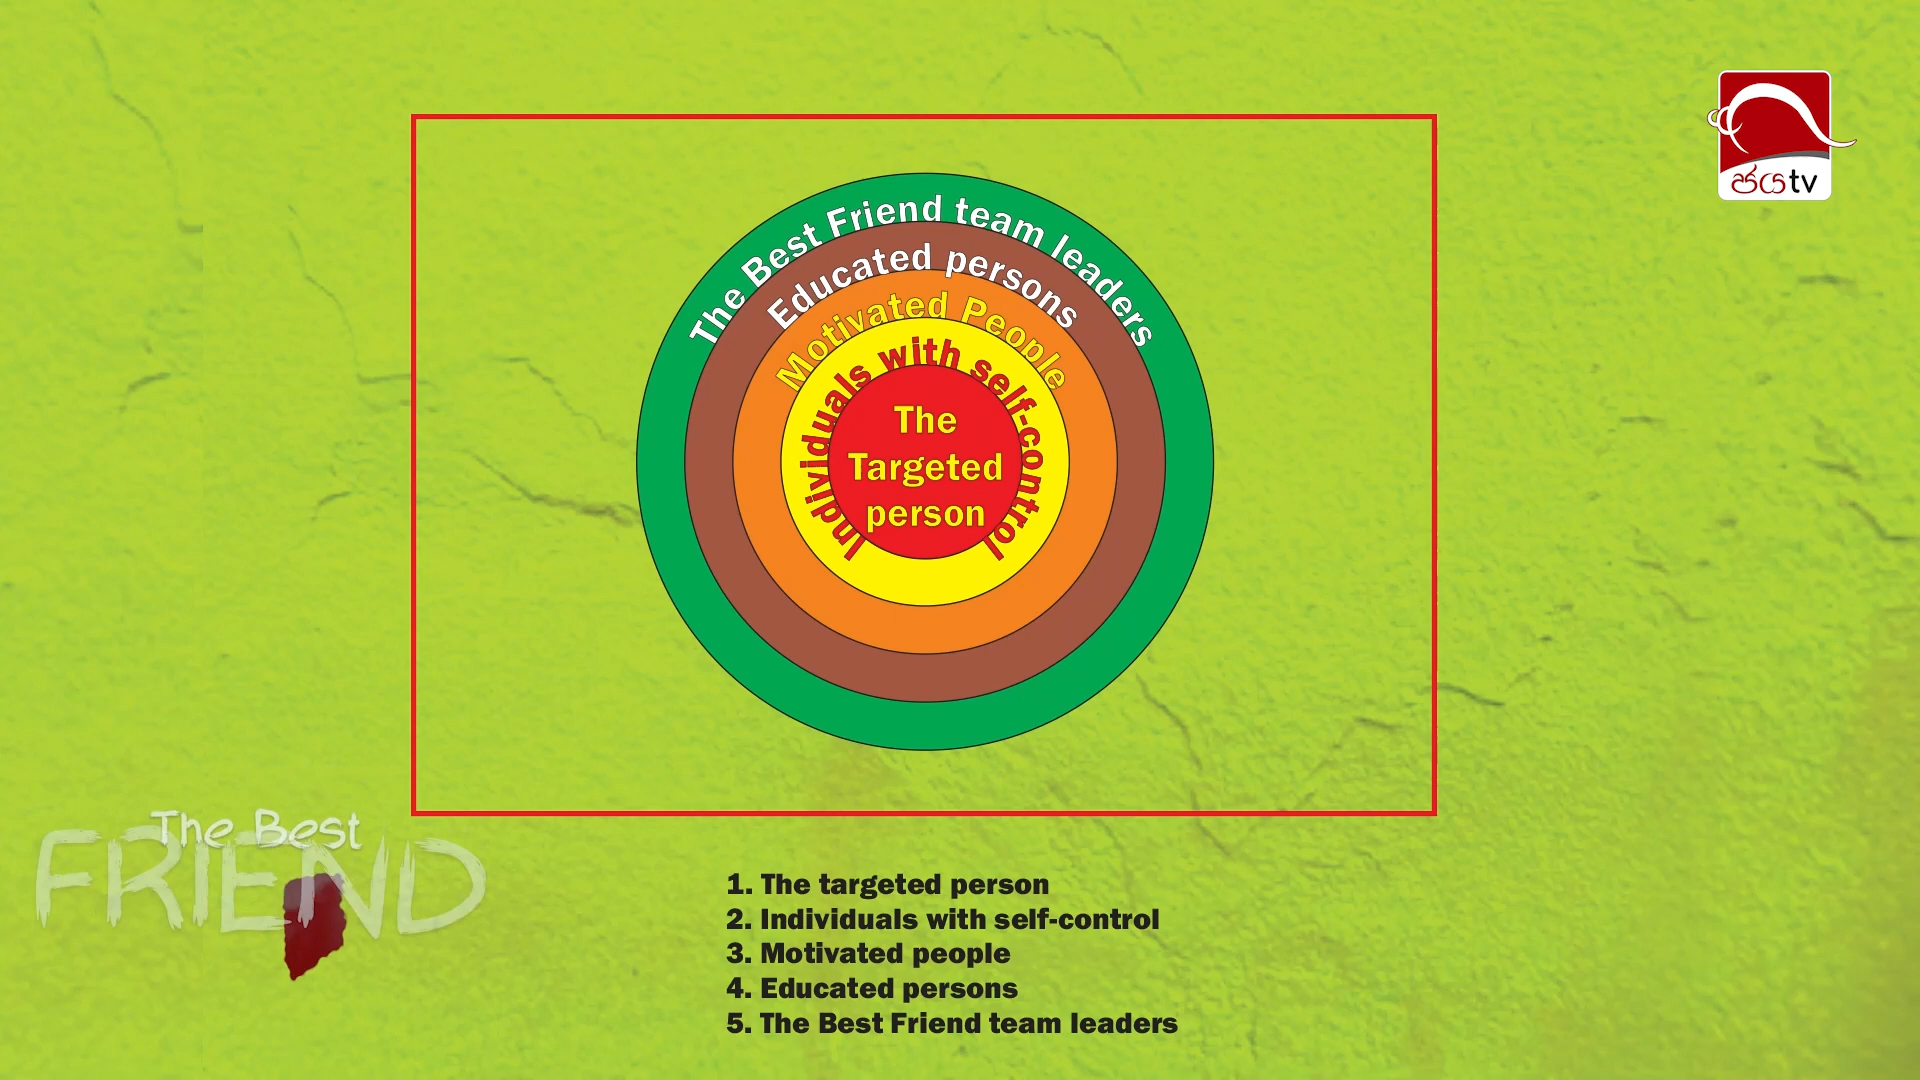 ජය tv
The Best Friend team leaders
Educated persons
Motivated People
Individuals with self-control
The
Targeted
person
The Best
FRIEND
1. The targeted person
2. Individuals with self-control
3. Motivated people
4. Educated persons
5. The Best Friend team leaders